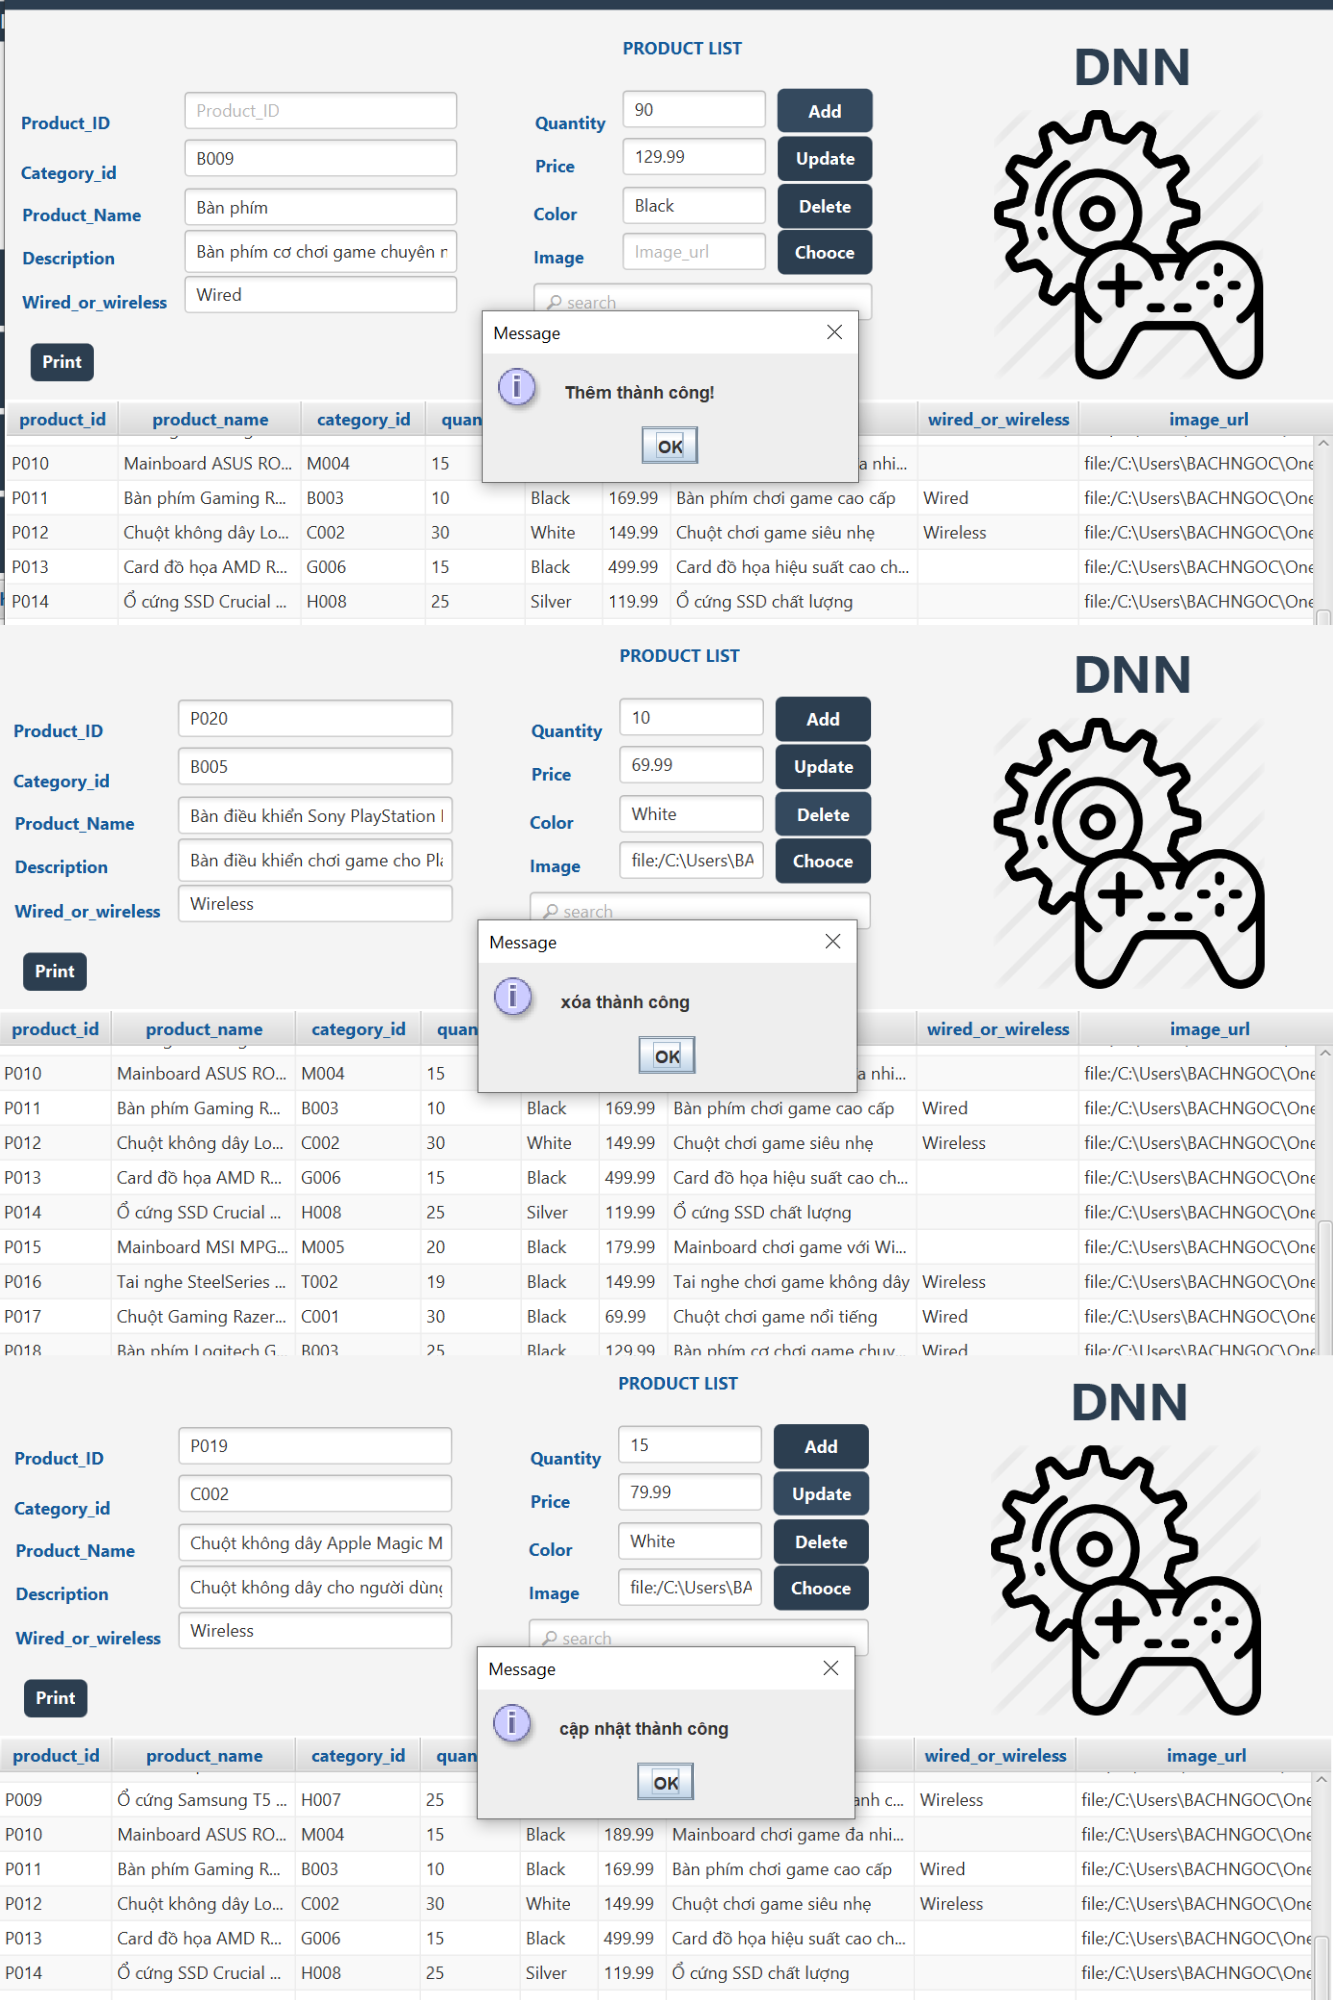 PRODUCT LIST
DNN
Product_ID Product_ID Quantity 90 Add
Category_id B009 Price 129.99 Update
Product_Name Bàn phím Color Black Delete
Description Bàn phím cơ chơi game chuyên n Image Image_url Chooce
Wired_or_wireless Wired search
Print
Message
Thêm thành công!
OK
product_id product_name category_id quan wired_or_wireless image_url
P010 Mainboard ASUS RO... M004 15 a nhi... file:/C:\Users\BACHNGOC\One
P011 Bàn phím Gaming R... B003 10 Black 169.99 Bàn phím chơi game cao cấp Wired file:/C:\Users\BACHNGOC\One
P012 Chuột không dây Lo... C002 30 White 149.99 Chuột chơi game siêu nhẹ Wireless file:/C:\Users\BACHNGOC\One
P013 Card đồ họa AMD R... G006 15 Black 499.99 Card đồ họa hiệu suất cao ch... file:/C:\Users\BACHNGOC\One
P014 Ổ cứng SSD Crucial ... H008 25 Silver 119.99 Ổ cứng SSD chất lượng file:/C:\Users\BACHNGOC\One
PRODUCT LIST
DNN
Product_ID P020 Quantity 10 Add
Category_id B005 Price 69.99 Update
Product_Name Bàn điều khiển Sony PlayStation Color White Delete
Description Bàn điều khiển chơi game cho Pla Image file:/C:\Users\BA Chooce
Wired_or_wireless Wireless search
Print
Message
xóa thành công
OK
product_id product_name category_id quan wired_or_wireless image_url
P010 Mainboard ASUS RO... M004 15 a nhi... file:/C:\Users\BACHNGOC\One
P011 Bàn phím Gaming R... B003 10 Black 169.99 Bàn phím chơi game cao cấp Wired file:/C:\Users\BACHNGOC\One
P012 Chuột không dây Lo... C002 30 White 149.99 Chuột chơi game siêu nhẹ Wireless file:/C:\Users\BACHNGOC\One
P013 Card đồ họa AMD R... G006 15 Black 499.99 Card đồ họa hiệu suất cao ch... file:/C:\Users\BACHNGOC\One
P014 Ổ cứng SSD Crucial ... H008 25 Silver 119.99 Ổ cứng SSD chất lượng file:/C:\Users\BACHNGOC\One
P015 Mainboard MSI MPG... M005 20 Black 179.99 Mainboard chơi game với Wi... file:/C:\Users\BACHNGOC\One
P016 Tai nghe SteelSeries ... T002 19 Black 149.99 Tai nghe chơi game không dây Wireless file:/C:\Users\BACHNGOC\One
P017 Chuột Gaming Razer... C001 30 Black 69.99 Chuột chơi game nổi tiếng Wired file:/C:\Users\BACHNGOC\One
P018 Bàn phím Logitech G... B003 25 Black 129.99 Bàn phím cơ chơi game chuy... Wired file:/C:\Users\BACHNGOC\One
PRODUCT LIST
DNN
Product_ID P019 Quantity 15 Add
Category_id C002 Price 79.99 Update
Product_Name Chuột không dây Apple Magic M Color White Delete
Description Chuột không dây cho người dùng Image file:/C:\Users\BA Chooce
Wired_or_wireless Wireless search
Print
Message
cập nhật thành công
OK
product_id product_name category_id quan wired_or_wireless image_url
P009 Ổ cứng Samsung T5 ... H007 25 anh c... Wireless file:/C:\Users\BACHNGOC\One
P010 Mainboard ASUS RO... M004 15 Black 189.99 Mainboard chơi game đa nhi... file:/C:\Users\BACHNGOC\One
P011 Bàn phím Gaming R... B003 10 Black 169.99 Bàn phím chơi game cao cấp Wired file:/C:\Users\BACHNGOC\One
P012 Chuột không dây Lo... C002 30 White 149.99 Chuột chơi game siêu nhẹ Wireless file:/C:\Users\BACHNGOC\One
P013 Card đồ họa AMD R... G006 15 Black 499.99 Card đồ họa hiệu suất cao ch... file:/C:\Users\BACHNGOC\One
P014 Ổ cứng SSD Crucial ... H008 25 Silver 119.99 Ổ cứng SSD chất lượng file:/C:\Users\BACHNGOC\One